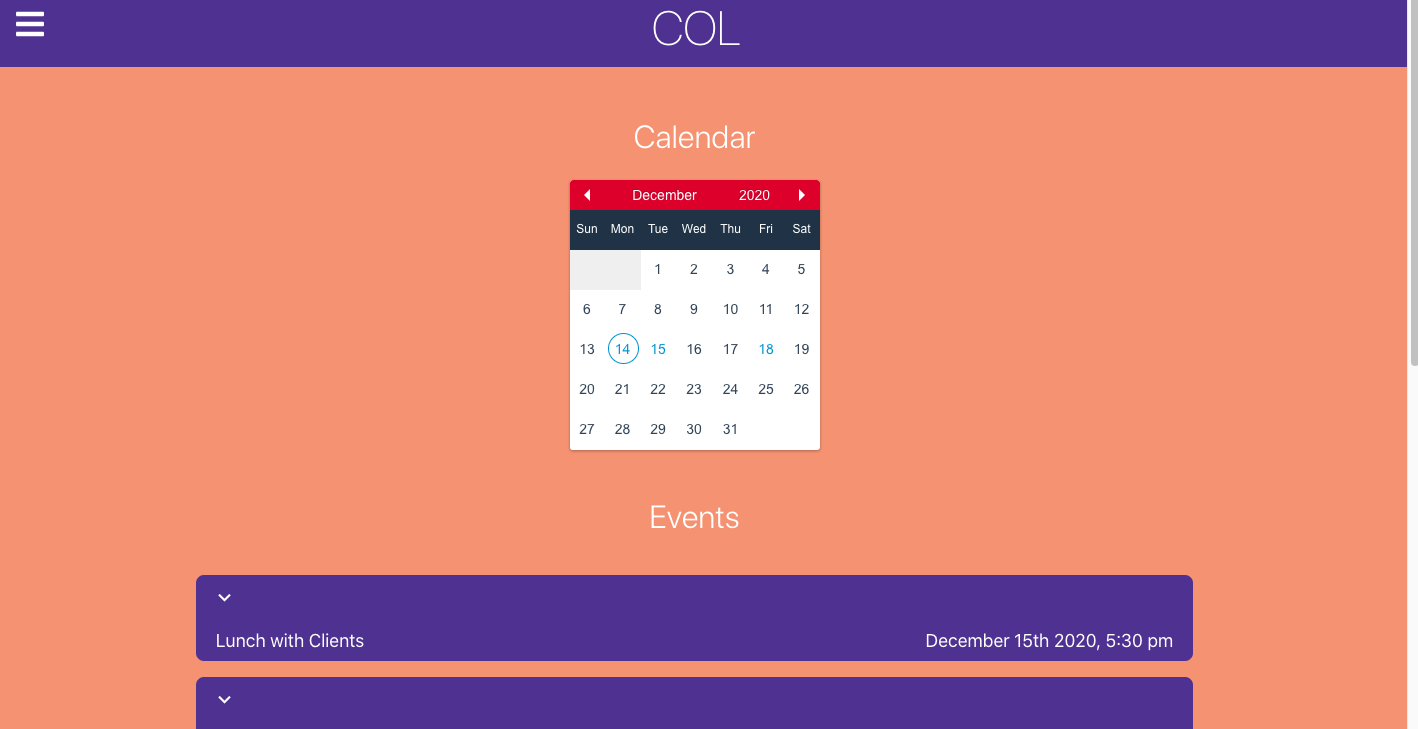 COL
Calendar
December 2020
Sun Mon Tue Wed Thu Fri Sat
1 2 3 4 5
6 7 8 9 10 11 12
13 14 15 16 17 18 19
20 21 22 23 24 25 26
27 28 29 30 31
Events
Lunch with Clients December 15th 2020, 5:30 pm